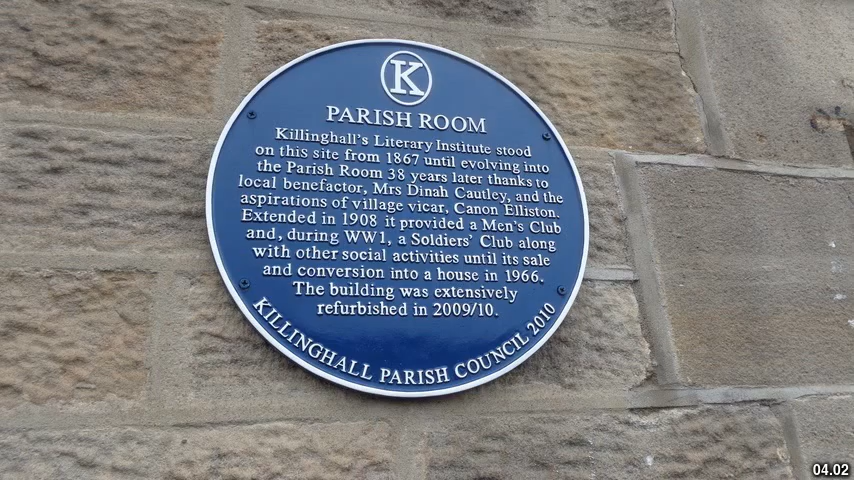 K
PARISH ROOM
Killinghall's Literary Institute stood
on this site from 1867 until evolving into
the Parish Room 38 years later thanks to
local benefactor, Mrs Dinah Cautley, and the
aspirations of village vicar, Canon Elliston.
Extended in 1908 it provided a Men's Club
and, during WW1, a Soldiers' Club along
with other social activities until its sale
and conversion into a house in 1966.
The building was extensively
refurbished in 2009/10.
KILLINGHALL PARISH COUNCIL 2010
04.02